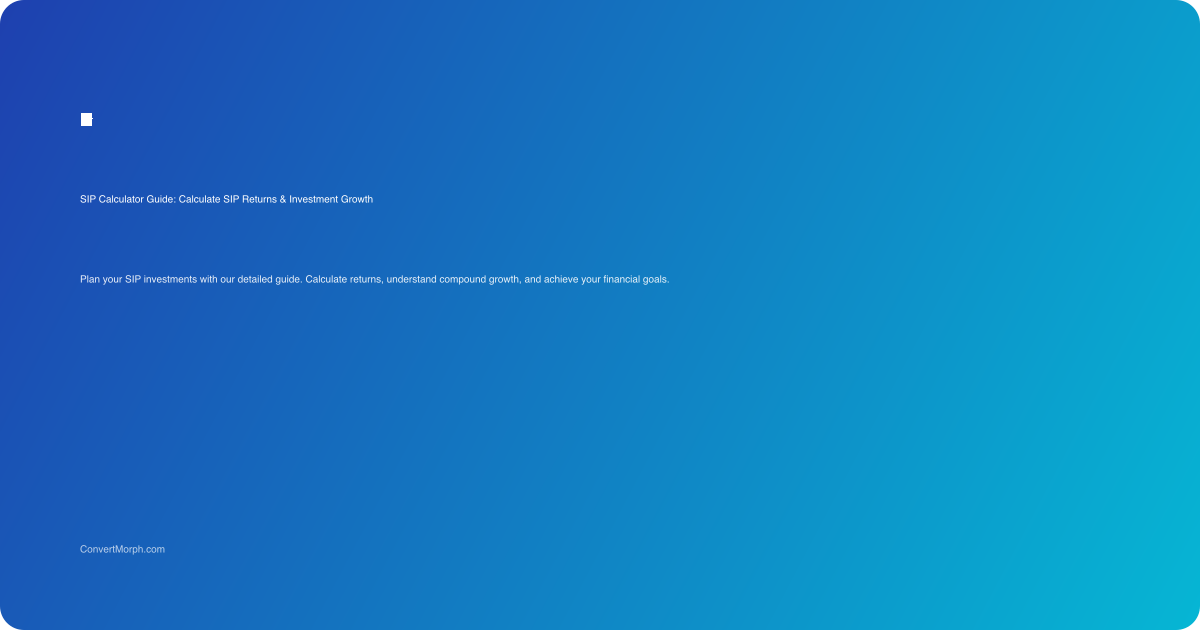 SIP Calculator Guide: Calculate SIP Returns & Investment Growth
Plan your SIP investments with our detailed guide. Calculate returns, understand compound growth, and achieve your financial goals.
ConvertMorph.com